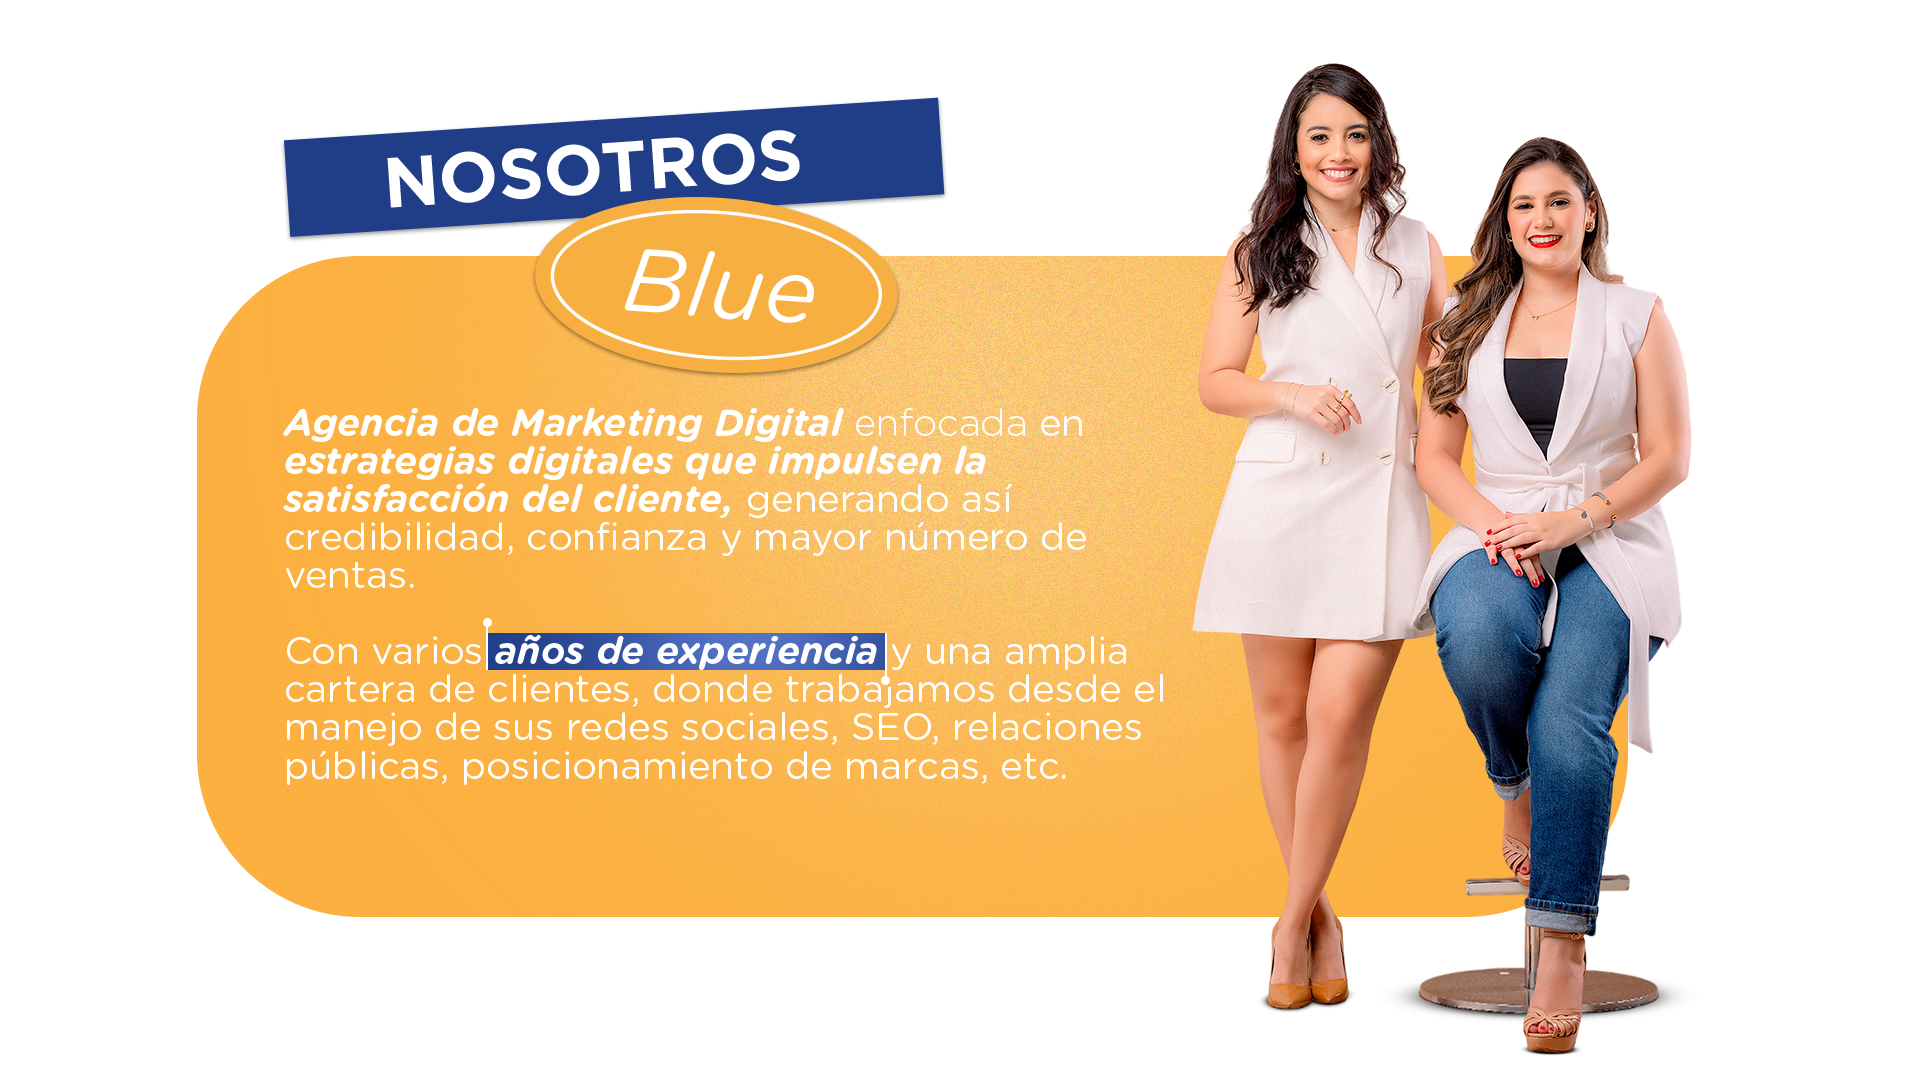 NOSOTROS
Blue
Agencia de Marketing Digital enfocada en
estrategias digitales que impulsen la
satisfacción del cliente, generando así
credibilidad, confianza y mayor número de
ventas.
Con varios años de experiencia y una amplia
cartera de clientes, donde trabajamos desde el
manejo de sus redes sociales, SEO, relaciones
públicas, posicionamiento de marcas, etc.